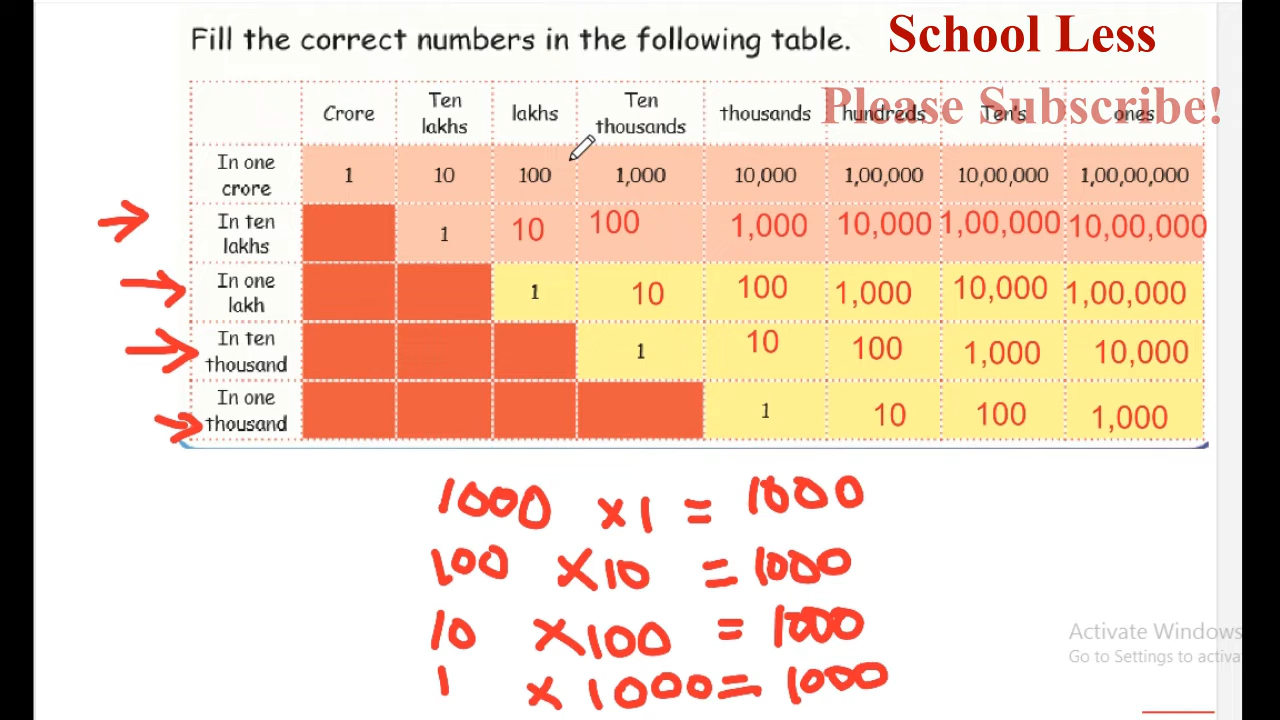 Fill the correct numbers in the following table. School Less
Please Subscribe!
Crore Ten lakhs lakhs Ten thousands thousands hundreds Ten's ones
In one crore 1 10 100 1,000 10,000 1,00,000 10,00,000 1,00,00,000
In ten lakhs 1 10 100 1,000 10,000 1,00,000 10,00,000
In one lakh 1 10 100 1,000 10,000 1,00,000
In ten thousand 1 10 100 1,000 10,000
In one thousand 1 10 100 1,000
1000 × 1 = 1000
100 × 10 = 1000
10 × 100 = 1000
1 × 1000 = 1000
Activate Windows
Go to Settings to activa